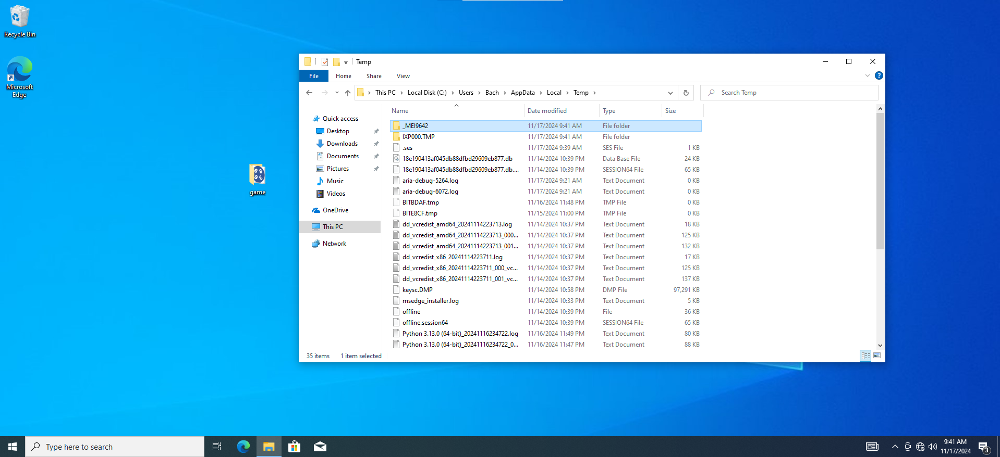 Recycle Bin
Microsoft
Edge
game
Temp
File Home Share View
This PC Local Disk (C:) Users Bach AppData Local Temp
Search Temp
Quick access
Desktop
Downloads
Documents
Pictures
Music
Videos
OneDrive
This PC
Network
Name Date modified Type Size
_MEI9642 11/17/2024 9:41 AM File folder
IXP000.TMP 11/17/2024 9:41 AM File folder
.ses 11/17/2024 9:39 AM SES File 1 KB
18e190413af045db88dfbd29609eb877.db 11/14/2024 10:39 PM Data Base File 24 KB
18e190413af045db88dfbd29609eb877.db.... 11/14/2024 10:39 PM SESSION64 File 65 KB
aria-debug-5264.log 11/17/2024 9:21 AM Text Document 0 KB
aria-debug-6072.log 11/17/2024 9:21 AM Text Document 0 KB
BITBDAF.tmp 11/16/2024 11:48 PM TMP File 0 KB
BITE8CF.tmp 11/15/2024 11:00 PM TMP File 0 KB
dd_vcredist_amd64_20241114223713.log 11/14/2024 10:37 PM Text Document 18 KB
dd_vcredist_amd64_20241114223713_000... 11/14/2024 10:37 PM Text Document 125 KB
dd_vcredist_amd64_20241114223713_001... 11/14/2024 10:37 PM Text Document 132 KB
dd_vcredist_x86_20241114223711.log 11/14/2024 10:37 PM Text Document 17 KB
dd_vcredist_x86_20241114223711_000_vc... 11/14/2024 10:37 PM Text Document 125 KB
dd_vcredist_x86_20241114223711_001_vc... 11/14/2024 10:37 PM Text Document 137 KB
keysc.DMP 11/14/2024 10:58 PM DMP File 97,291 KB
msedge_installer.log 11/14/2024 10:33 PM Text Document 5 KB
offline 11/14/2024 10:39 PM File 36 KB
offline.session64 11/14/2024 10:39 PM SESSION64 File 65 KB
Python 3.13.0 (64-bit)_20241116234722.log 11/16/2024 11:49 PM Text Document 80 KB
Python 3.13.0 (64-bit)_20241116234722_0... 11/16/2024 11:47 PM Text Document 88 KB
35 items 1 item selected
Type here to search
9:41 AM
11/17/2024
3